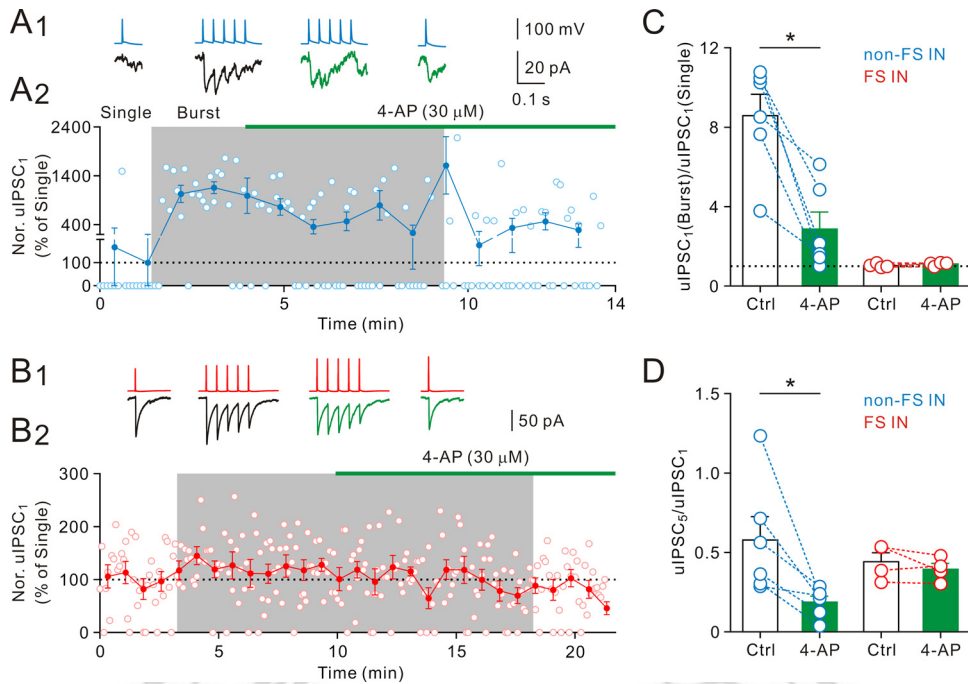 A1
100 mV
20 pA
0.1 s
A2
Single
Burst
4-AP (30 μM)
Nor. uIPSC1
(% of Single)
2400
1400
400
100
0
0
5
10
14
Time (min)
B1
50 pA
B2
4-AP (30 μM)
Nor. uIPSC1
(% of Single)
300
200
100
0
0
5
10
15
20
Time (min)
C
*
non-FS IN
FS IN
uIPSC1(Burst)/uIPSC1(Single)
12
8
4
0
Ctrl
4-AP
Ctrl
4-AP
D
*
non-FS IN
FS IN
uIPSC5/uIPSC1
1.5
1.0
0.5
0
Ctrl
4-AP
Ctrl
4-AP